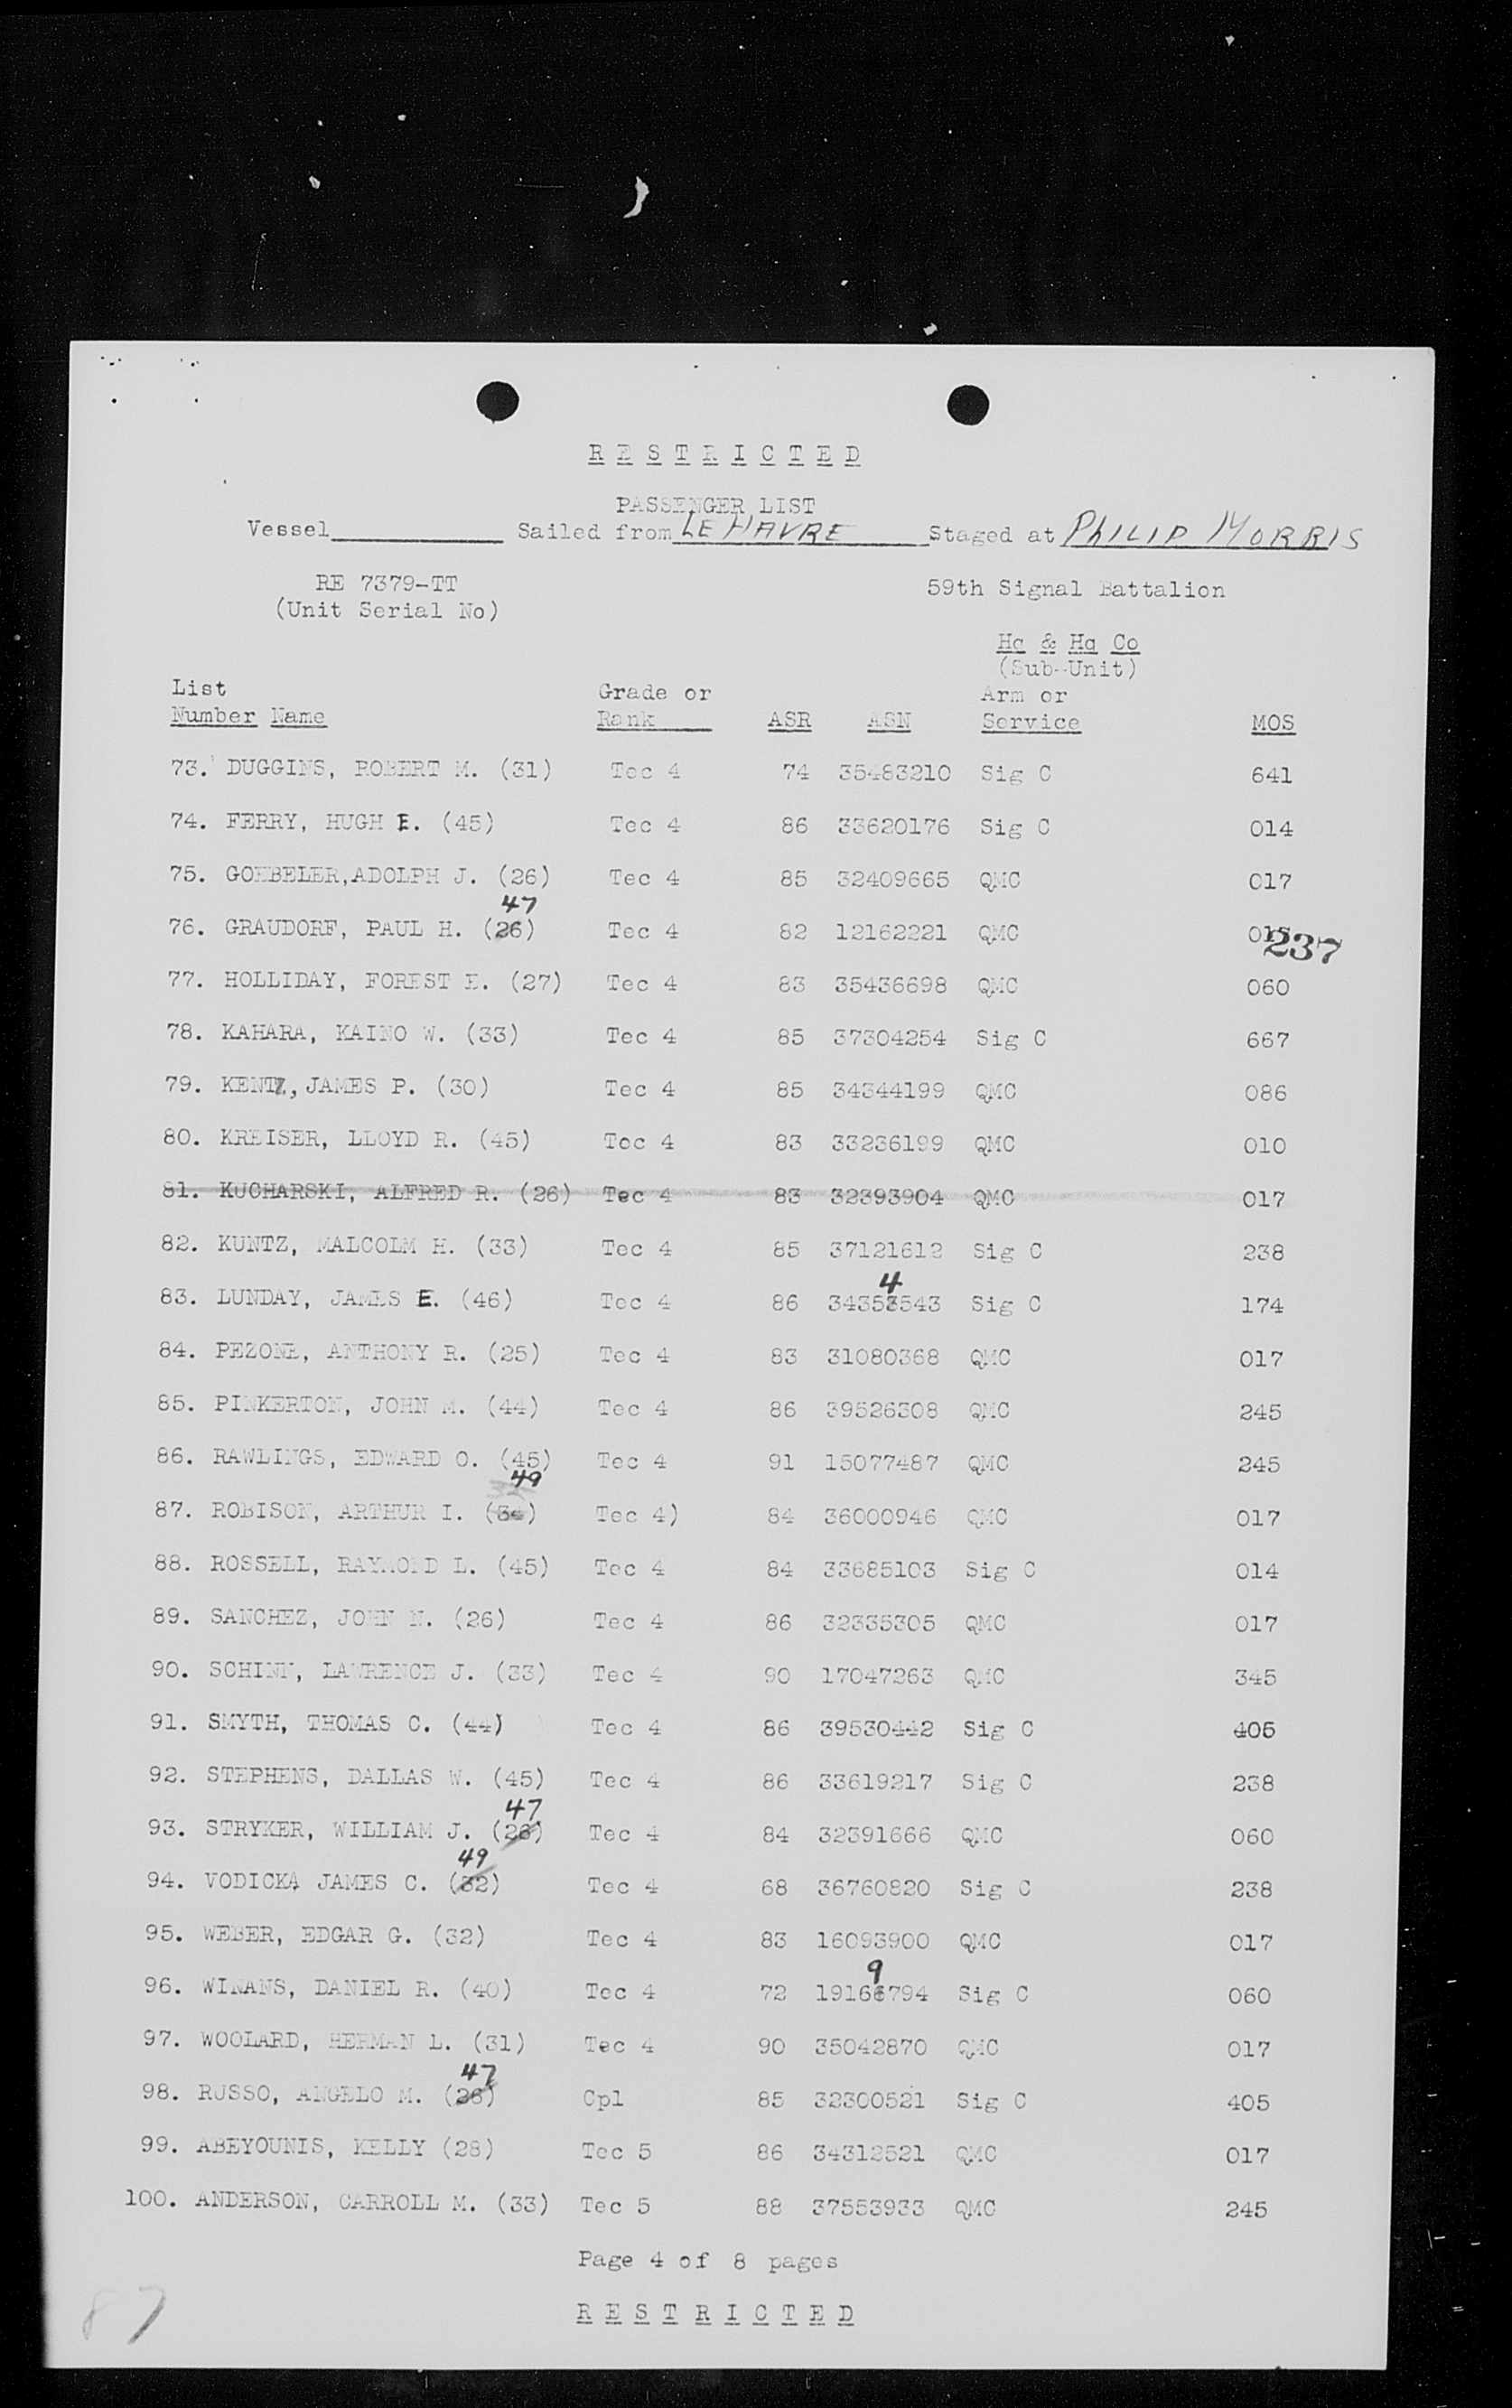 RESTRICTED
PASSENGER LIST
Vessel Sailed from LE HAVRE Staged at PHILIP MORRIS
RE 7379-TT 59th Signal Battalion
(Unit Serial No)
Hq & Hq Co
(Sub-Unit)
List Grade or Arm or
Number Name Rank ASR ASN Service MOS
73. DUGGINS, ROBERT M. (31) Tec 4 74 35483210 Sig C 641
74. FERRY, HUGH E. (45) Tec 4 86 33620176 Sig C 014
75. GOEBELER,ADOLPH J. (26) Tec 4 85 32409665 QMC 017
47
76. GRAUDORF, PAUL H. (26) Tec 4 82 12162221 QMC 237
77. HOLLIDAY, FOREST E. (27) Tec 4 83 35436698 QMC 060
78. KAHARA, KAINO W. (33) Tec 4 85 37304254 Sig C 667
79. KENTZ, JAMES P. (30) Tec 4 85 34344199 QMC 086
80. KREISER, LLOYD R. (45) Tec 4 83 33236199 QMC 010
81. KUCHARSKI, ALFRED R. (26) Tec 4 83 32393904 QMC 017
82. KUNTZ, MALCOLM H. (33) Tec 4 85 37121612 Sig C 238
4
83. LUNDAY, JAMES E. (46) Tec 4 86 34353543 Sig C 174
84. PEZONE, ANTHONY R. (25) Tec 4 83 31080368 QMC 017
85. PINKERTON, JOHN M. (44) Tec 4 86 39526308 QMC 245
86. RAWLINGS, EDWARD O. (45) Tec 4 91 15077487 QMC 245
49
87. ROBISON, ARTHUR I. (34) Tec 4) 84 36000946 QMC 017
88. ROSSELL, RAYMOND L. (45) Tec 4 84 33685103 Sig C 014
89. SANCHEZ, JOHN N. (26) Tec 4 86 32335305 QMC 017
90. SCHINN, LAWRENCE J. (33) Tec 4 90 17047263 QMC 345
91. SMYTH, THOMAS C. (44) Tec 4 86 39530442 Sig C 405
92. STEPHENS, DALLAS W. (45) Tec 4 86 33619217 Sig C 238
47
93. STRYKER, WILLIAM J. (26) Tec 4 84 32391666 QMC 060
49
94. VODICKA, JAMES C. (32) Tec 4 68 36760820 Sig C 238
95. WEBER, EDGAR G. (32) Tec 4 83 16093900 QMC 017
9
96. WINANS, DANIEL R. (40) Tec 4 72 19166794 Sig C 060
97. WOOLARD, HERMAN L. (31) Tec 4 90 35042870 QMC 017
47
98. RUSSO, ANGELO M. (26) Cpl 85 32300521 Sig C 405
99. ABEYOUNIS, KELLY (28) Tec 5 86 34312521 QMC 017
100. ANDERSON, CARROLL M. (33) Tec 5 88 37553933 QMC 245
Page 4 of 8 pages
87
RESTRICTED